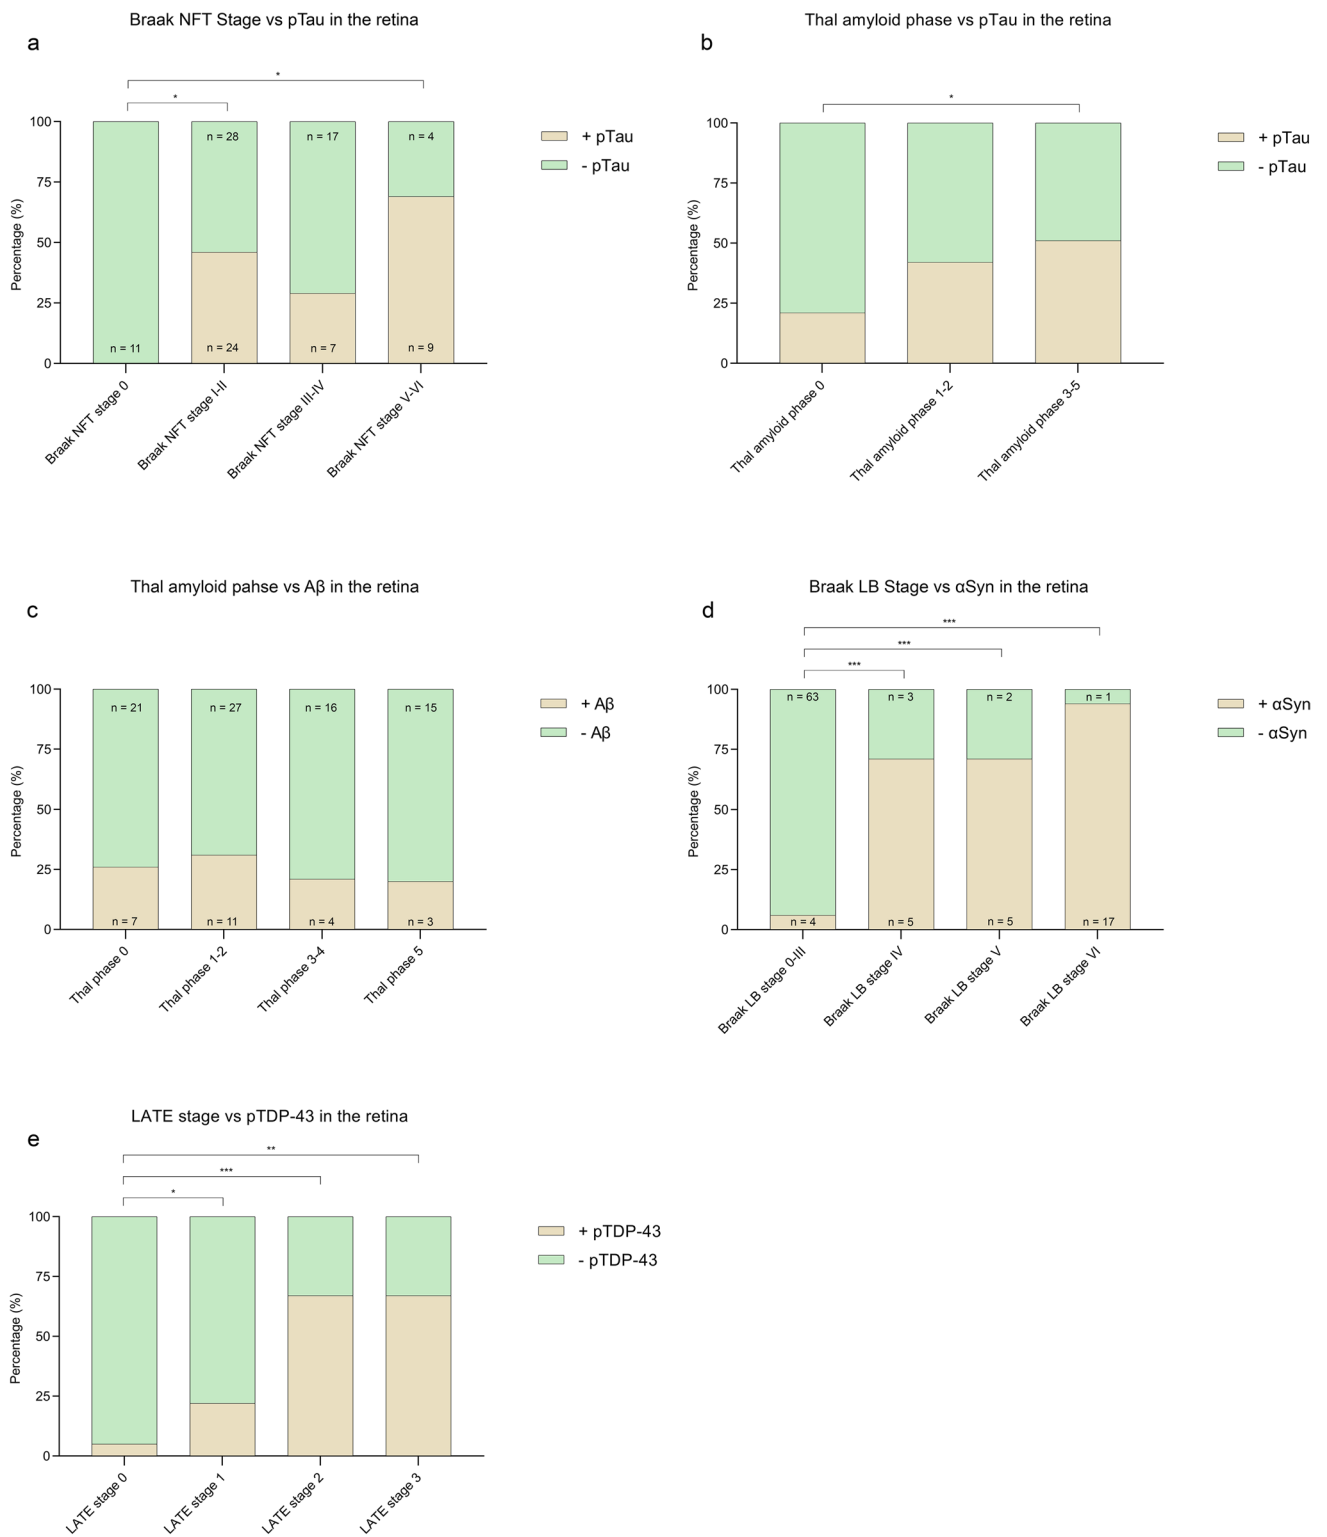 Braak NFT Stage vs pTau in the retina
a
*
*
Percentage (%)
100
75
50
25
0
n = 28
n = 17
n = 4
n = 11
n = 24
n = 7
n = 9
Braak NFT stage 0
Braak NFT stage I-II
Braak NFT stage III-IV
Braak NFT stage V-VI
+ pTau
- pTau
Thal amyloid phase vs pTau in the retina
b
*
Percentage (%)
100
75
50
25
0
Thal amyloid phase 0
Thal amyloid phase 1-2
Thal amyloid phase 3-5
+ pTau
- pTau
Thal amyloid pahse vs Aβ in the retina
c
Percentage (%)
100
75
50
25
0
n = 21
n = 27
n = 16
n = 15
n = 7
n = 11
n = 4
n = 3
Thal phase 0
Thal phase 1-2
Thal phase 3-4
Thal phase 5
+ Aβ
- Aβ
Braak LB Stage vs αSyn in the retina
d
***
***
***
Percentage (%)
100
75
50
25
0
n = 63
n = 3
n = 2
n = 1
n = 4
n = 5
n = 5
n = 17
Braak LB stage 0-III
Braak LB stage IV
Braak LB stage V
Braak LB stage VI
+ αSyn
- αSyn
LATE stage vs pTDP-43 in the retina
e
**
***
*
Percentage (%)
100
75
50
25
0
LATE stage 0
LATE stage 1
LATE stage 2
LATE stage 3
+ pTDP-43
- pTDP-43